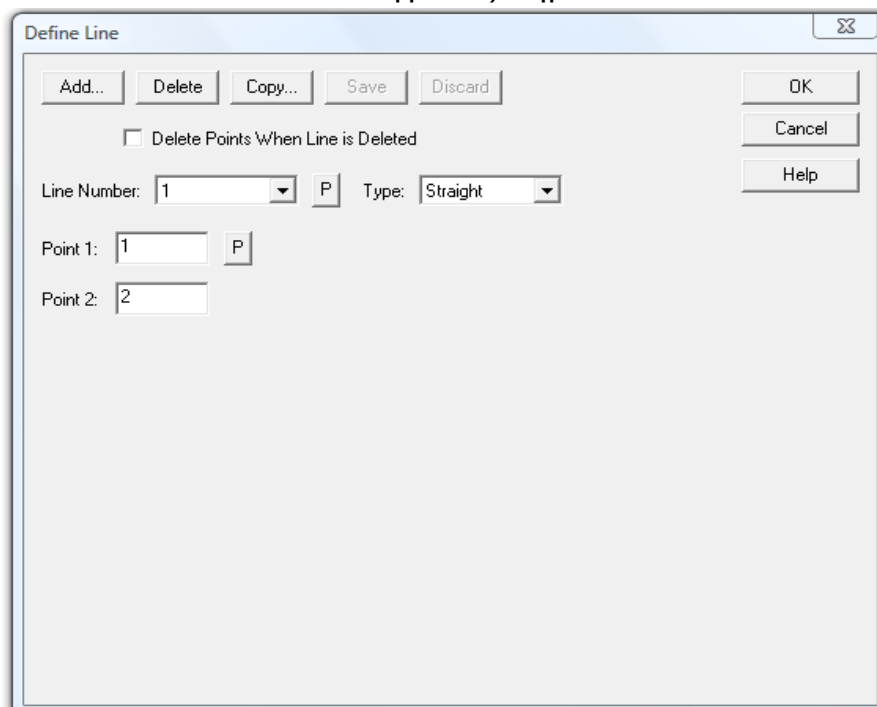 Define Line
Add... Delete Copy... Save Discard OK
Delete Points When Line is Deleted Cancel
Line Number: 1 P Type: Straight Help
Point 1: 1 P
Point 2: 2